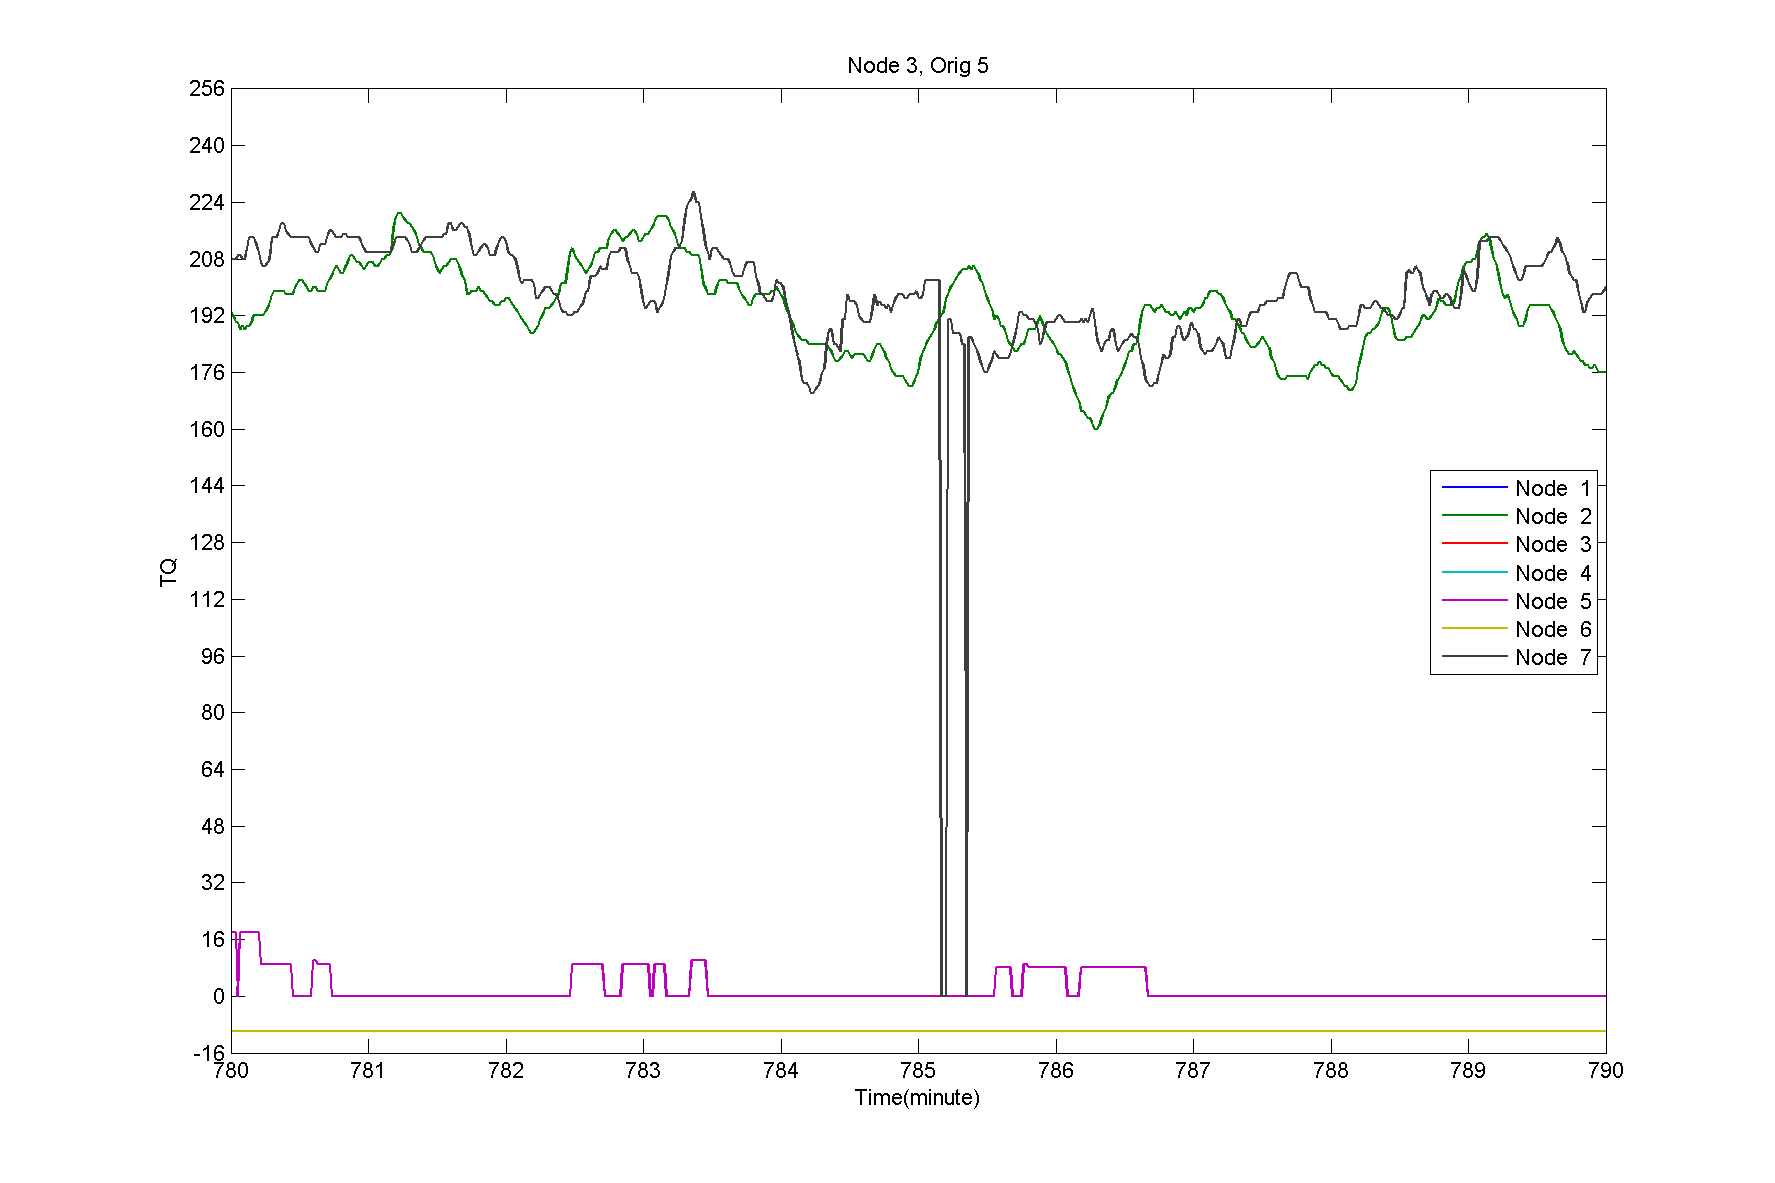 Node 3, Orig 5
256
240
224
208
192
176
160
144
128
112
96
80
64
48
32
16
0
-16
TQ
Node 1
Node 2
Node 3
Node 4
Node 5
Node 6
Node 7
780 781 782 783 784 785 786 787 788 789 790
Time(minute)